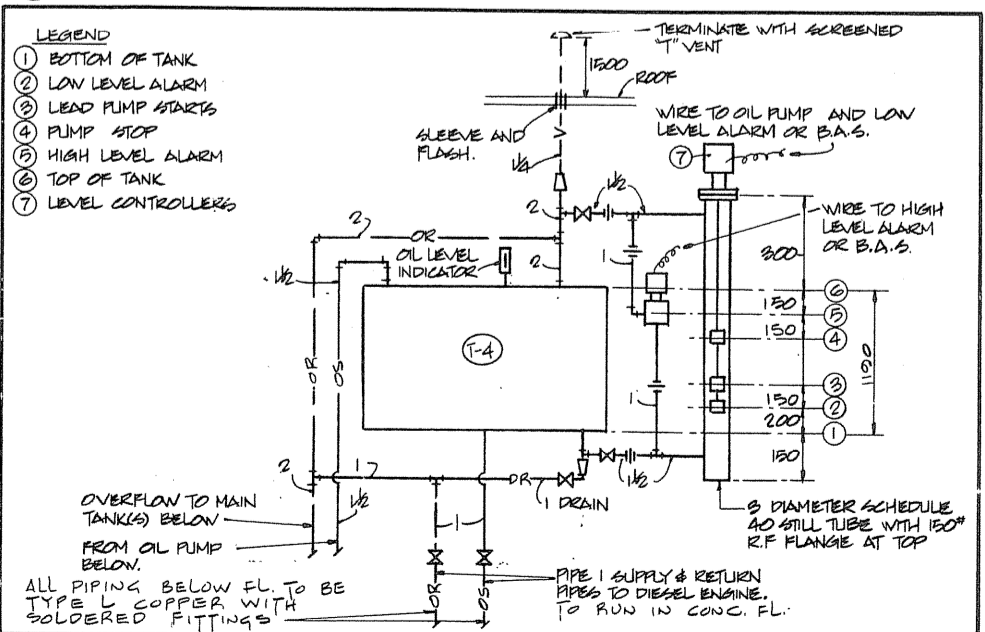 LEGEND
① BOTTOM OF TANK
② LOW LEVEL ALARM
③ LEAD PUMP STARTS
④ PUMP STOP
⑤ HIGH LEVEL ALARM
⑥ TOP OF TANK
⑦ LEVEL CONTROLLERS
TERMINATE WITH SCREENED
"T" VENT
1500
ROOF
SLEEVE AND
FLASH.
V
1¼
WIRE TO OIL PUMP AND LOW
LEVEL ALARM OR B.A.S.
⑦
1½
2
2
OR
2
OIL LEVEL
INDICATOR
1½
1
WIRE TO HIGH
LEVEL ALARM
OR B.A.S.
300
⑥
150
⑤
150
④
1190
③
150
②
200
①
150
T-4
OR
OS
1
2
1
DR
1 DRAIN
1½
1½
OVERFLOW TO MAIN
TANK(S) BELOW
FROM OIL PUMP
BELOW.
1
3 DIAMETER SCHEDULE
40 STILL TUBE WITH 150#
R.F FLANGE AT TOP
ALL PIPING BELOW FL. TO BE
TYPE L COPPER WITH
SOLDERED FITTINGS
OR
OS
PIPE 1 SUPPLY & RETURN
PIPES TO DIESEL ENGINE.
TO RUN IN CONC. FL.